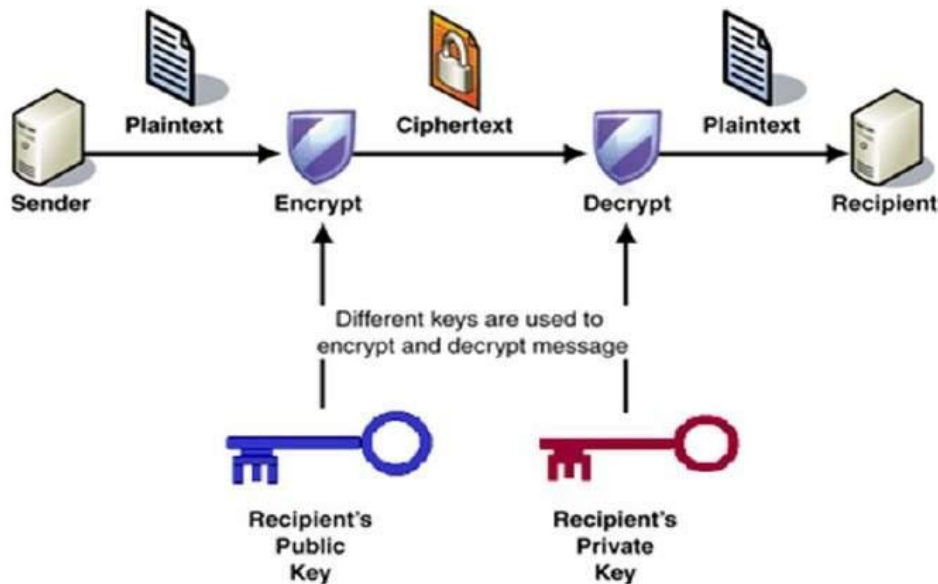 Plaintext
Ciphertext
Plaintext
Sender
Encrypt
Decrypt
Recipient
Different keys are used to
encrypt and decrypt message
Recipient's
Public
Key
Recipient's
Private
Key